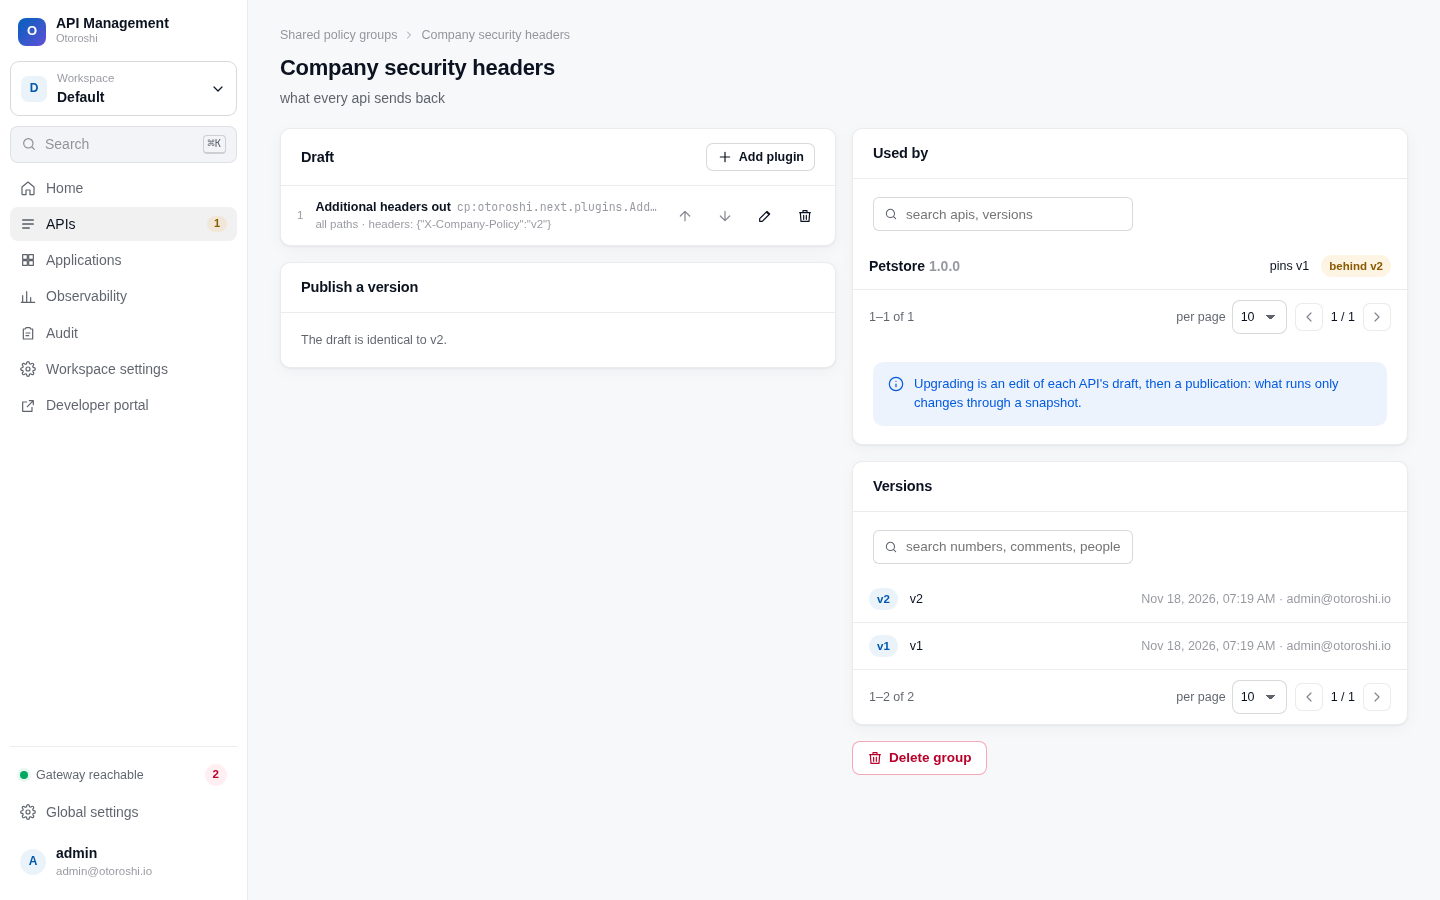 O
API Management
Otoroshi
D
Workspace
Default
Search
⌘K
Home
APIs
1
Applications
Observability
Audit
Workspace settings
Developer portal
Gateway reachable
2
Global settings
A
admin
admin@otoroshi.io
Shared policy groups
Company security headers
Company security headers
what every api sends back
Draft
Add plugin
1
Additional headers out cp:otoroshi.next.plugins.Add…
all paths · headers: {"X-Company-Policy":"v2"}
Publish a version
The draft is identical to v2.
Used by
search apis, versions
Petstore 1.0.0
pins v1
behind v2
1–1 of 1
per page
10
1 / 1
Upgrading is an edit of each API's draft, then a publication: what runs only
changes through a snapshot.
Versions
search numbers, comments, people
v2
v2
Nov 18, 2026, 07:19 AM · admin@otoroshi.io
v1
v1
Nov 18, 2026, 07:19 AM · admin@otoroshi.io
1–2 of 2
per page
10
1 / 1
Delete group